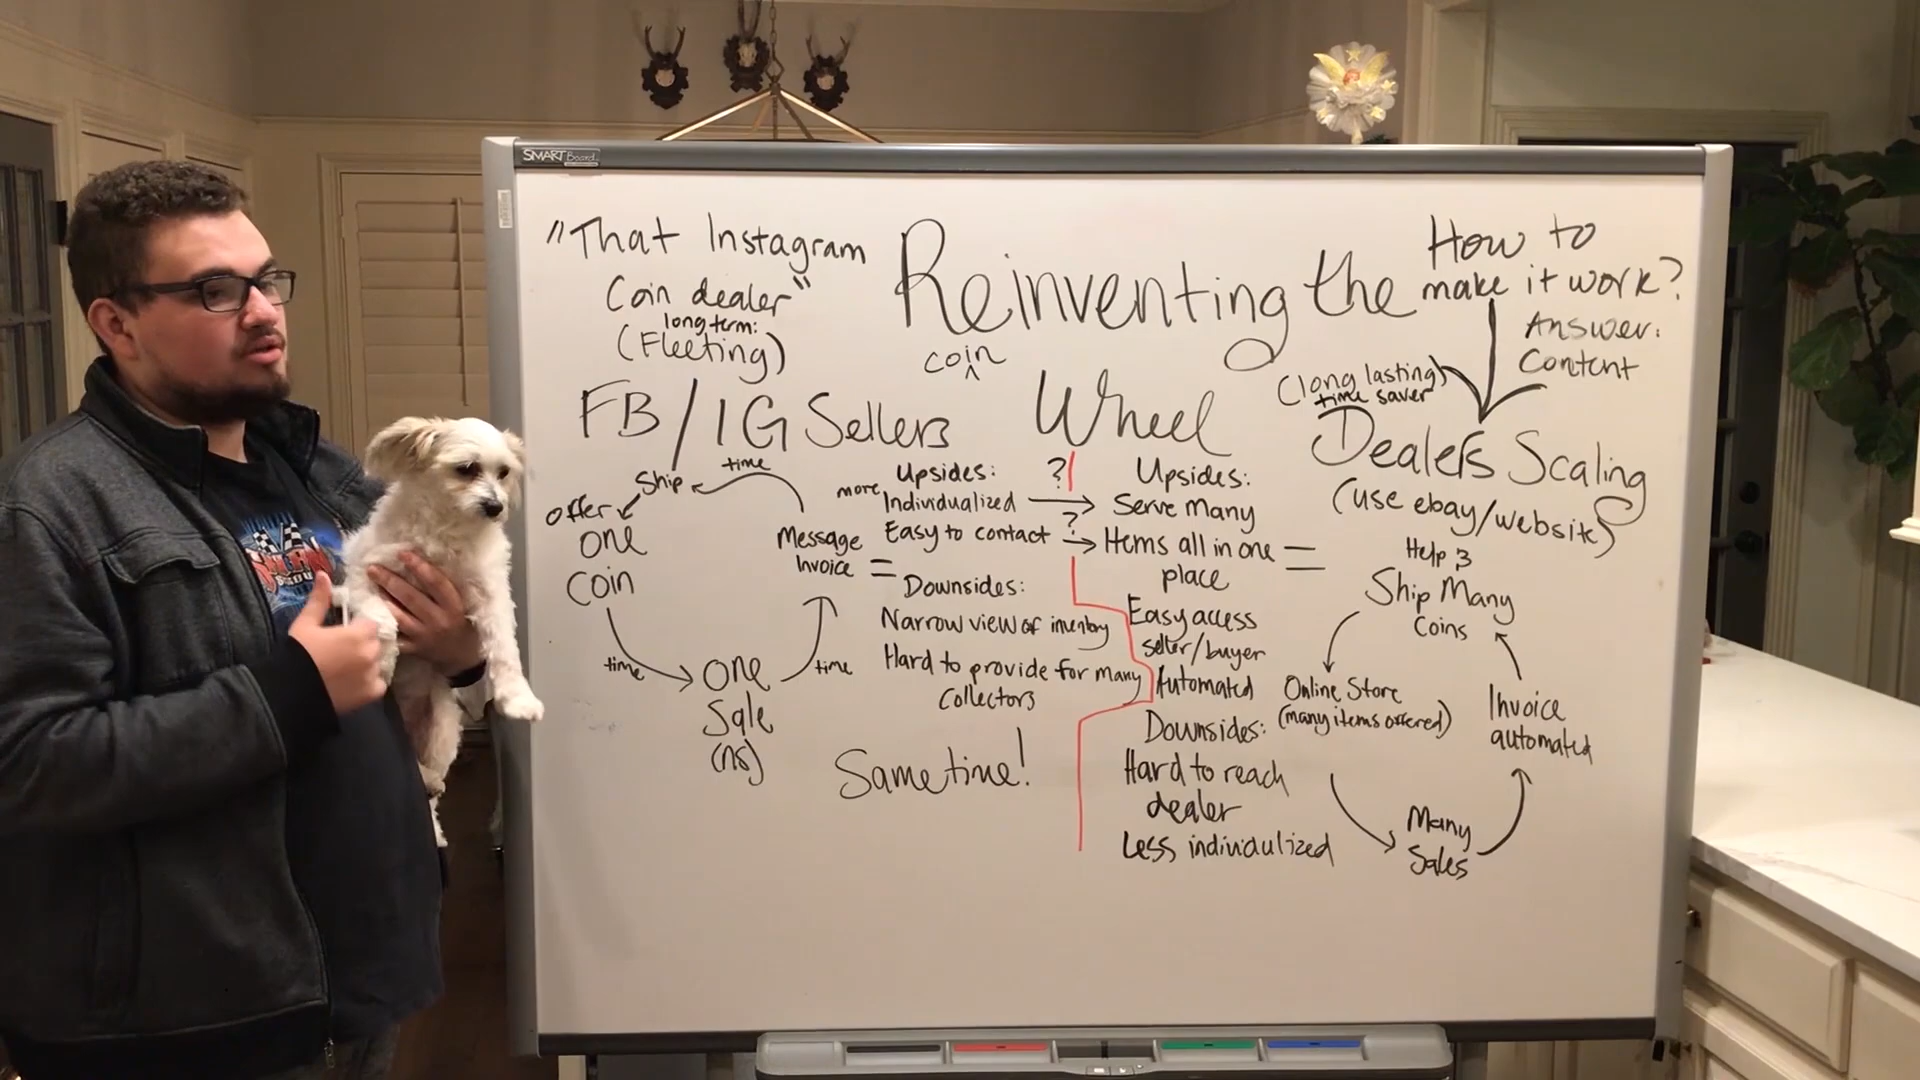 SMART Board
"That Instagram
Coin dealer"
long term:
(Fleeting)
Reinventing the
coin
^
Wheel
How to
make it work?
Answer:
Content
(long lasting)
time saver
FB/IG Sellers
Ship
time
offer
one
coin
time
one
Sale
(ns)
time
Message
Invoice
=
Upsides:
more Individualized
Easy to contact
Downsides:
Narrow view of inventory
Hard to provide for many
Collectors
Same time!
?
?
Upsides:
Serve Many
Items all in one
place
=
Easy access
seller/buyer
Automated
Downsides:
Hard to reach
dealer
Less individulized
Dealers Scaling
(use ebay/website)
Help 3
Ship Many
Coins
Online Store
(many items offered)
Invoice
automated
Many
Sales